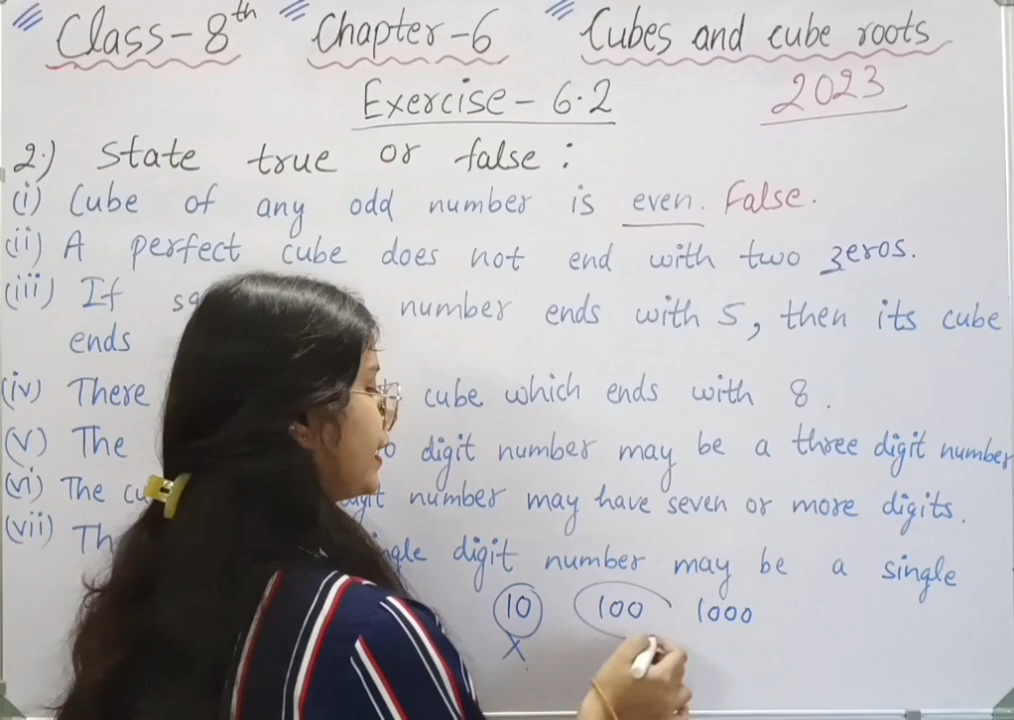 Class-8th Chapter-6 Cubes and cube roots
Exercise-6.2 2023
2.) State true or false:
(i) Cube of any odd number is even. False.
(ii) A perfect cube does not end with two zeros.
(iii) If number ends with 5, then its cube
ends
(iv) There cube which ends with 8.
(v) The digit number may be a three digit number
(vi) The number may have seven or more digits.
(vii) digit number may be a single
10 100 1000
X